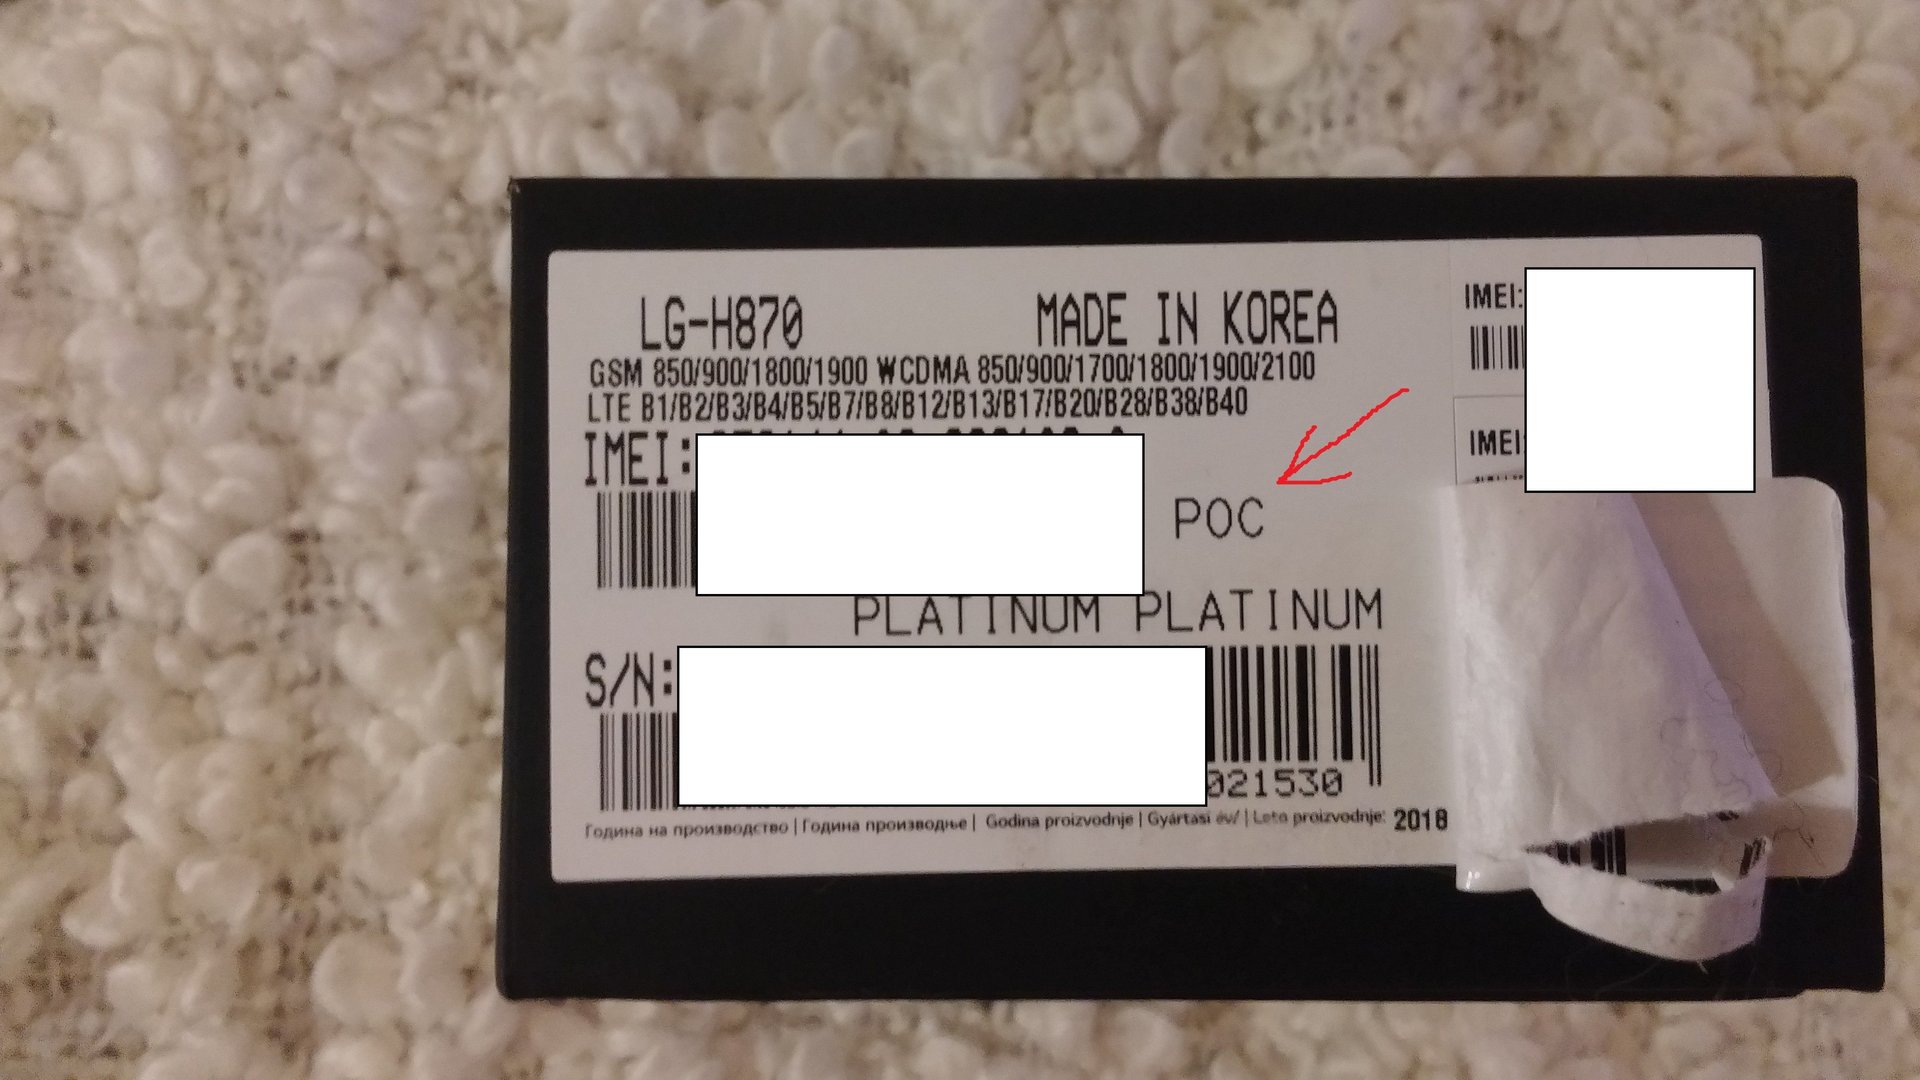 LG-H870 MADE IN KOREA
GSM 850/900/1800/1900 WCDMA 850/900/1700/1800/1900/2100
LTE B1/B2/B3/B4/B5/B7/B8/B12/B13/B17/B20/B28/B38/B40
IMEI:
POC
PLATINUM PLATINUM
S/N:
021530
Година на производство | Година производње | Godina proizvodnje | Gyártasi év/ | Leto proizvodnje: 2018
IMEI:
IMEI: